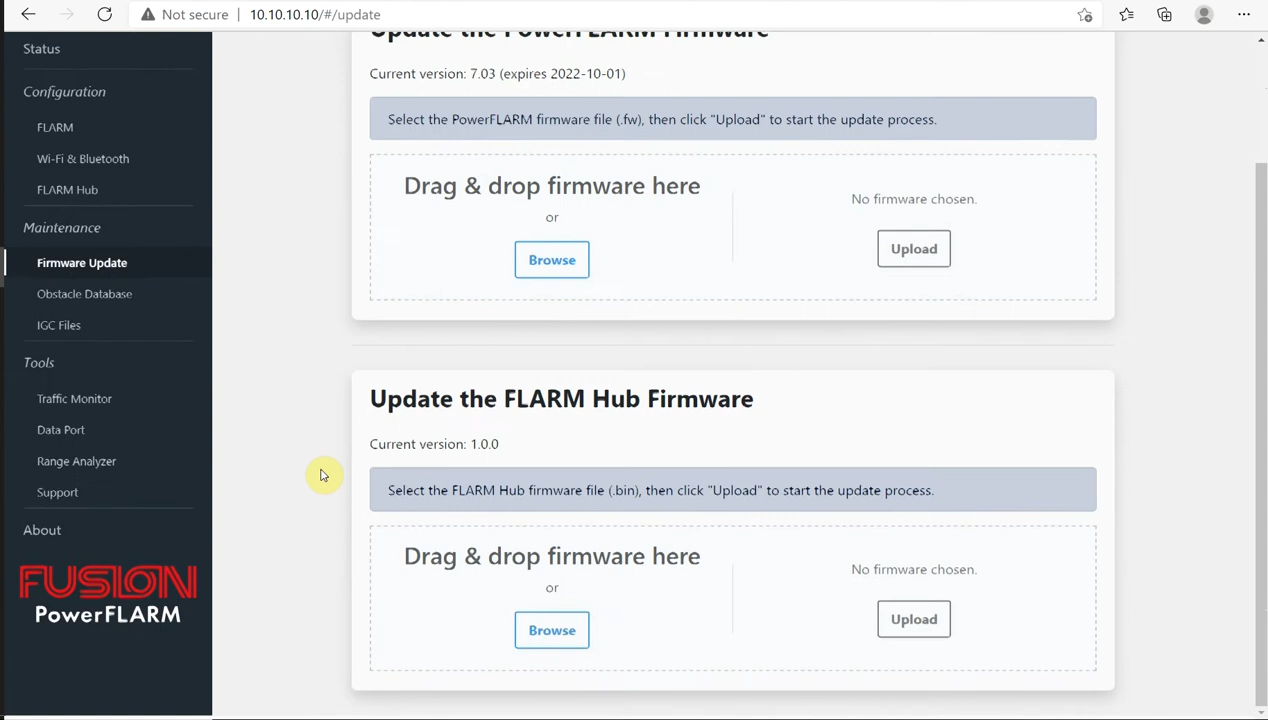 Not secure
10.10.10.10/#/update
Status
Configuration
FLARM
Wi-Fi & Bluetooth
FLARM Hub
Maintenance
Firmware Update
Obstacle Database
IGC Files
Tools
Traffic Monitor
Data Port
Range Analyzer
Support
About
FUSION
PowerFLARM
Update the PowerFLARM Firmware
Current version: 7.03 (expires 2022-10-01)
Select the PowerFLARM firmware file (.fw), then click "Upload" to start the update process.
Drag & drop firmware here
or
Browse
No firmware chosen.
Upload
Update the FLARM Hub Firmware
Current version: 1.0.0
Select the FLARM Hub firmware file (.bin), then click "Upload" to start the update process.
Drag & drop firmware here
or
Browse
No firmware chosen.
Upload